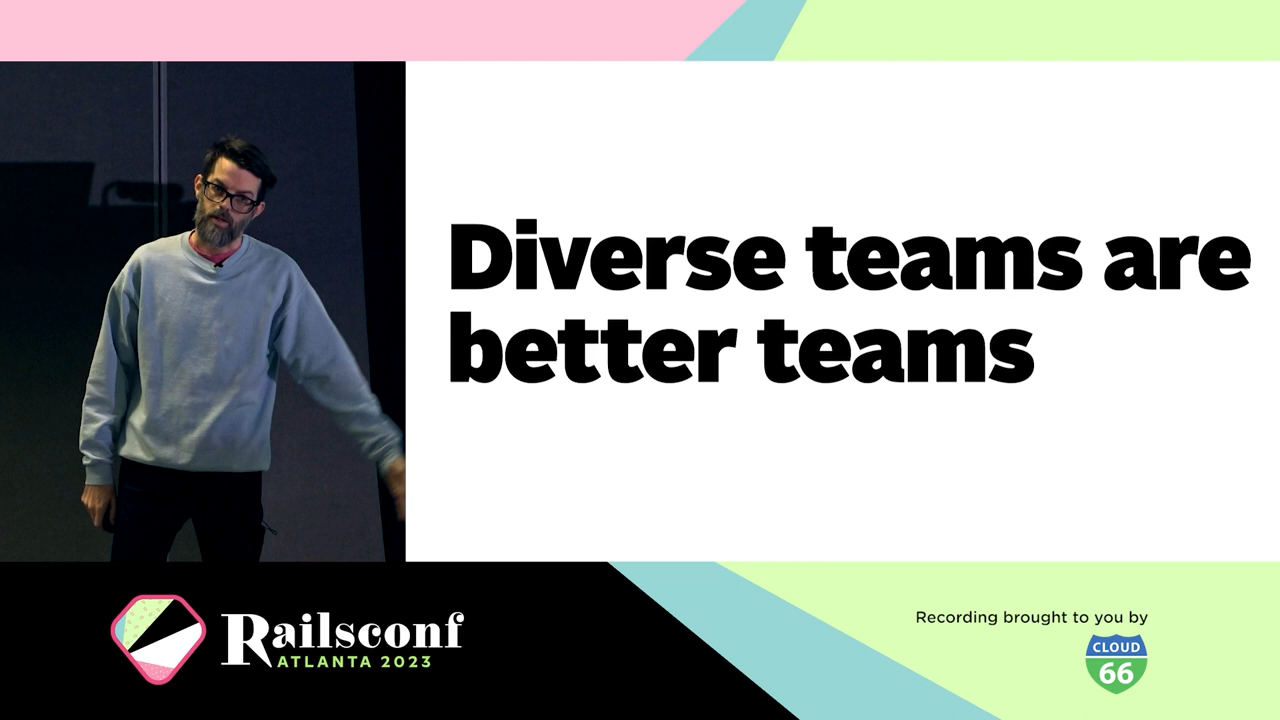 Diverse teams are
better teams
Railsconf
ATLANTA 2023
Recording brought to you by
CLOUD
66